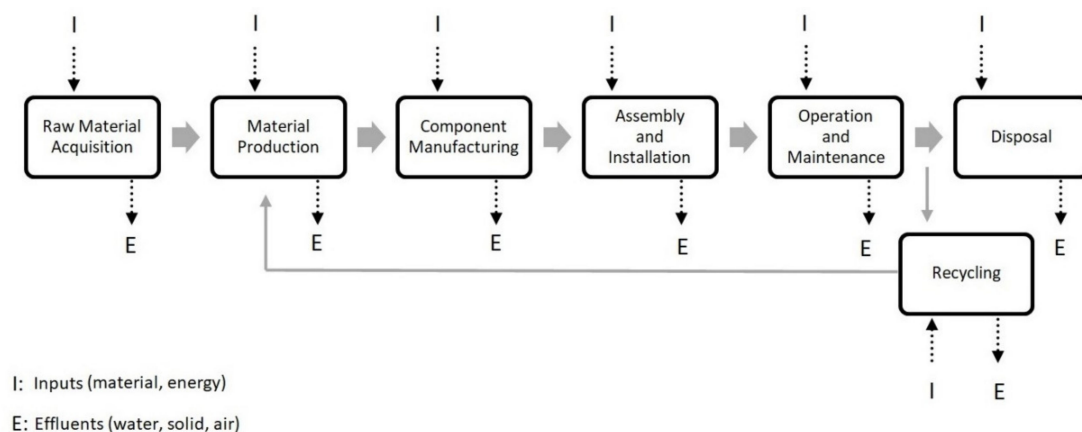 I
I
I
I
I
I
Raw Material
Acquisition
Material
Production
Component
Manufacturing
Assembly
and
Installation
Operation
and
Maintenance
Disposal
E
E
E
E
E
E
Recycling
I
E
I: Inputs (material, energy)
E: Effluents (water, solid, air)